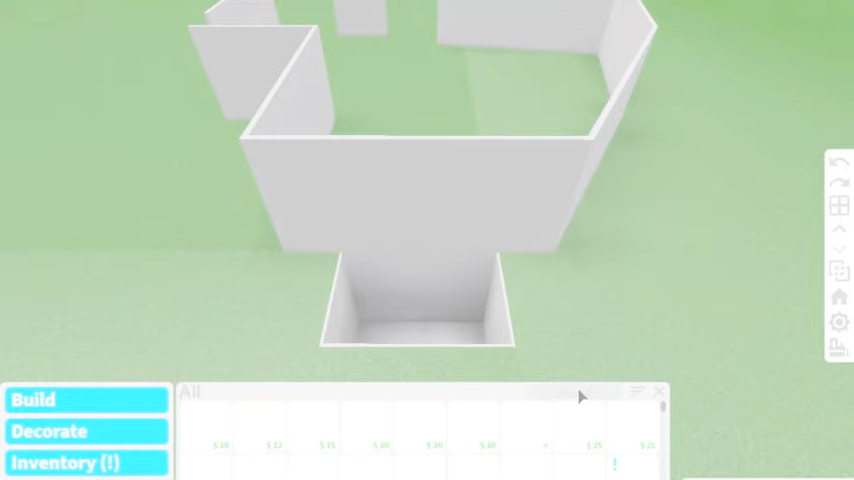 All
Build
Decorate
Inventory (!)
$ 10 $ 12 $ 15 $ 20 $ 20 $ 20 $ 25 $ 25
!